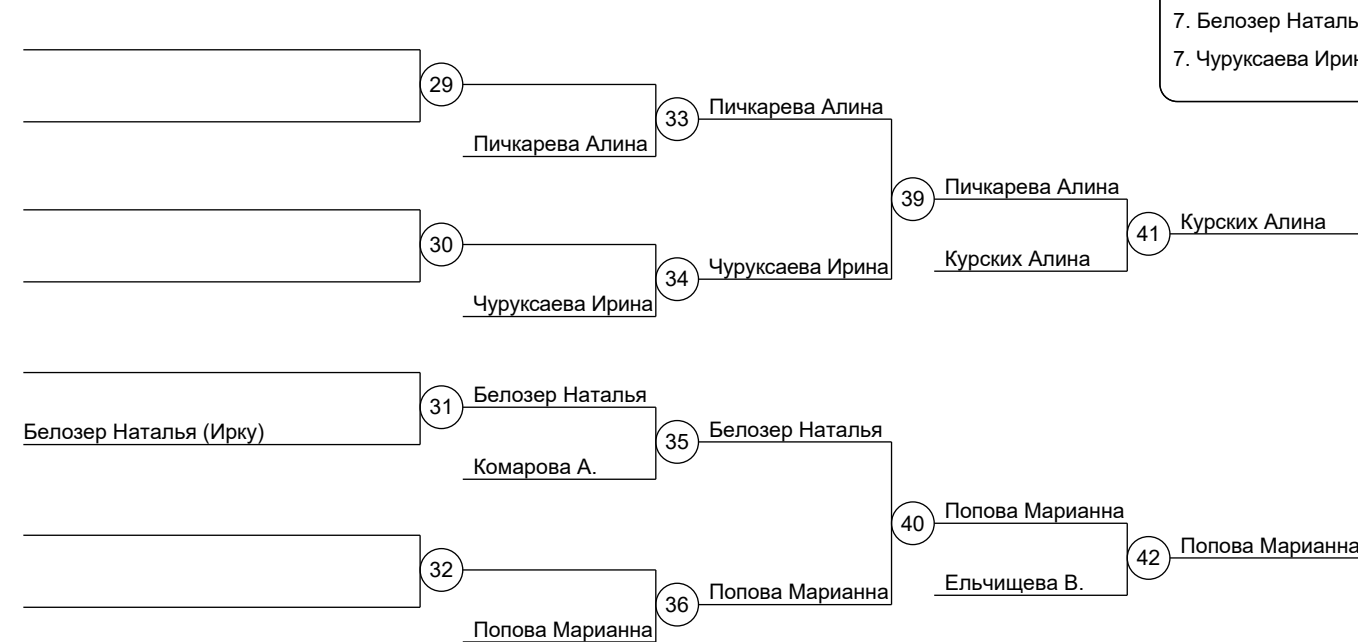 7. Белозер Наталь
7. Чуруксаева Ирин
29
33
Пичкарева Алина
Пичкарева Алина
39
Пичкарева Алина
30
41
Курских Алина
Курских Алина
34
Чуруксаева Ирина
Чуруксаева Ирина
31
Белозер Наталья
Белозер Наталья (Ирку)
35
Белозер Наталья
Комарова А.
40
Попова Марианна
42
Попова Марианна
32
Ельчищева В.
36
Попова Марианна
Попова Марианна